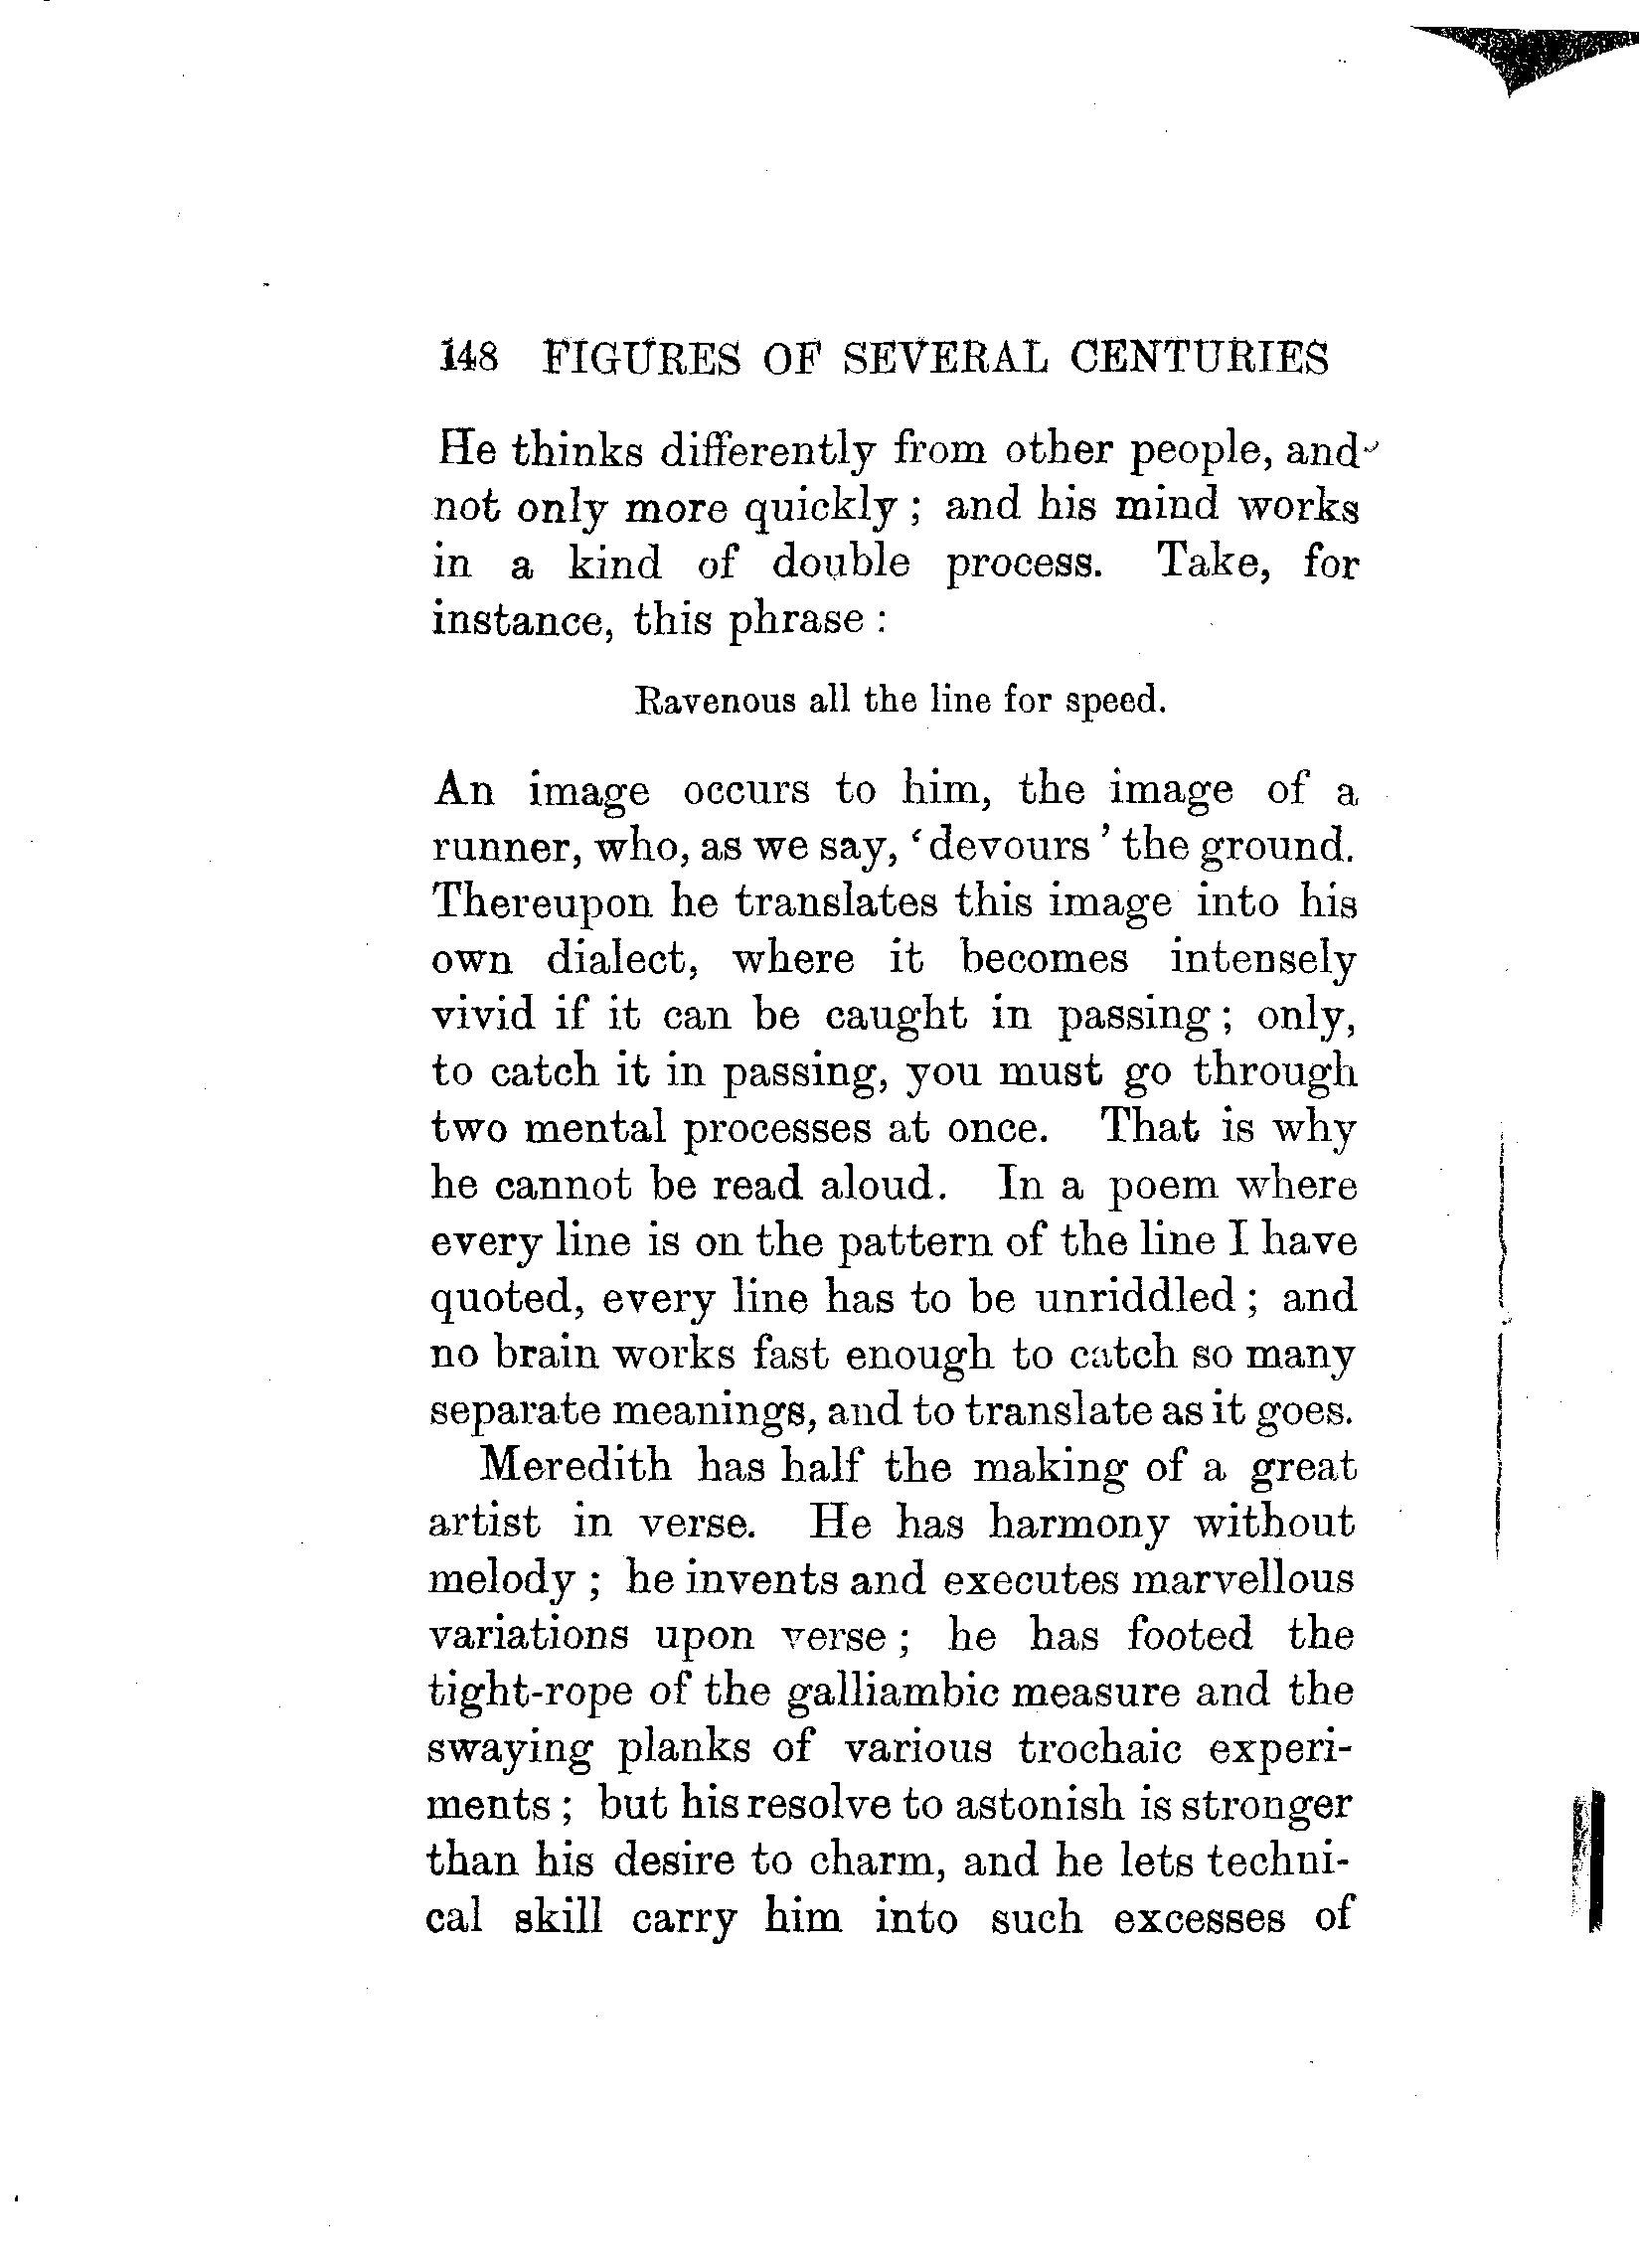 148 FIGURES OF SEVERAL CENTURIES
He thinks differently from other people, and
not only more quickly ; and his mind works
in a kind of double process. Take, for
instance, this phrase :
Ravenous all the line for speed.
An image occurs to him, the image of a
runner, who, as we say, ‘ devours ’ the ground.
Thereupon he translates this image into his
own dialect, where it becomes intensely
vivid if it can be caught in passing ; only,
to catch it in passing, you must go through
two mental processes at once. That is why
he cannot be read aloud. In a poem where
every line is on the pattern of the line I have
quoted, every line has to be unriddled ; and
no brain works fast enough to catch so many
separate meanings, and to translate as it goes.
Meredith has half the making of a great
artist in verse. He has harmony without
melody ; he invents and executes marvellous
variations upon verse ; he has footed the
tight-rope of the galliambic measure and the
swaying planks of various trochaic experi-
ments ; but his resolve to astonish is stronger
than his desire to charm, and he lets techni-
cal skill carry him into such excesses of